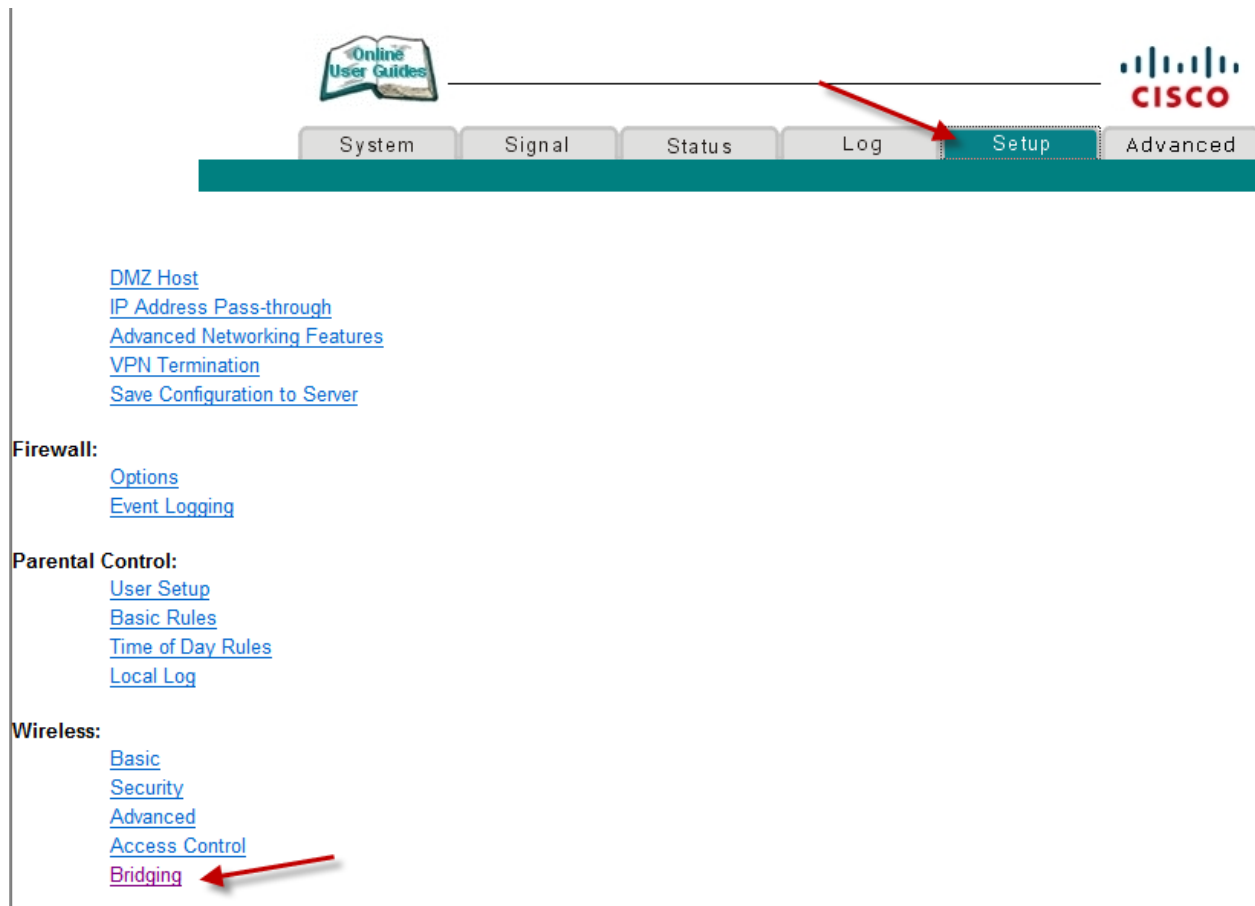 Online
User Guides
CISCO
System Signal Status Log Setup Advanced
DMZ Host
IP Address Pass-through
Advanced Networking Features
VPN Termination
Save Configuration to Server
Firewall:
Options
Event Logging
Parental Control:
User Setup
Basic Rules
Time of Day Rules
Local Log
Wireless:
Basic
Security
Advanced
Access Control
Bridging